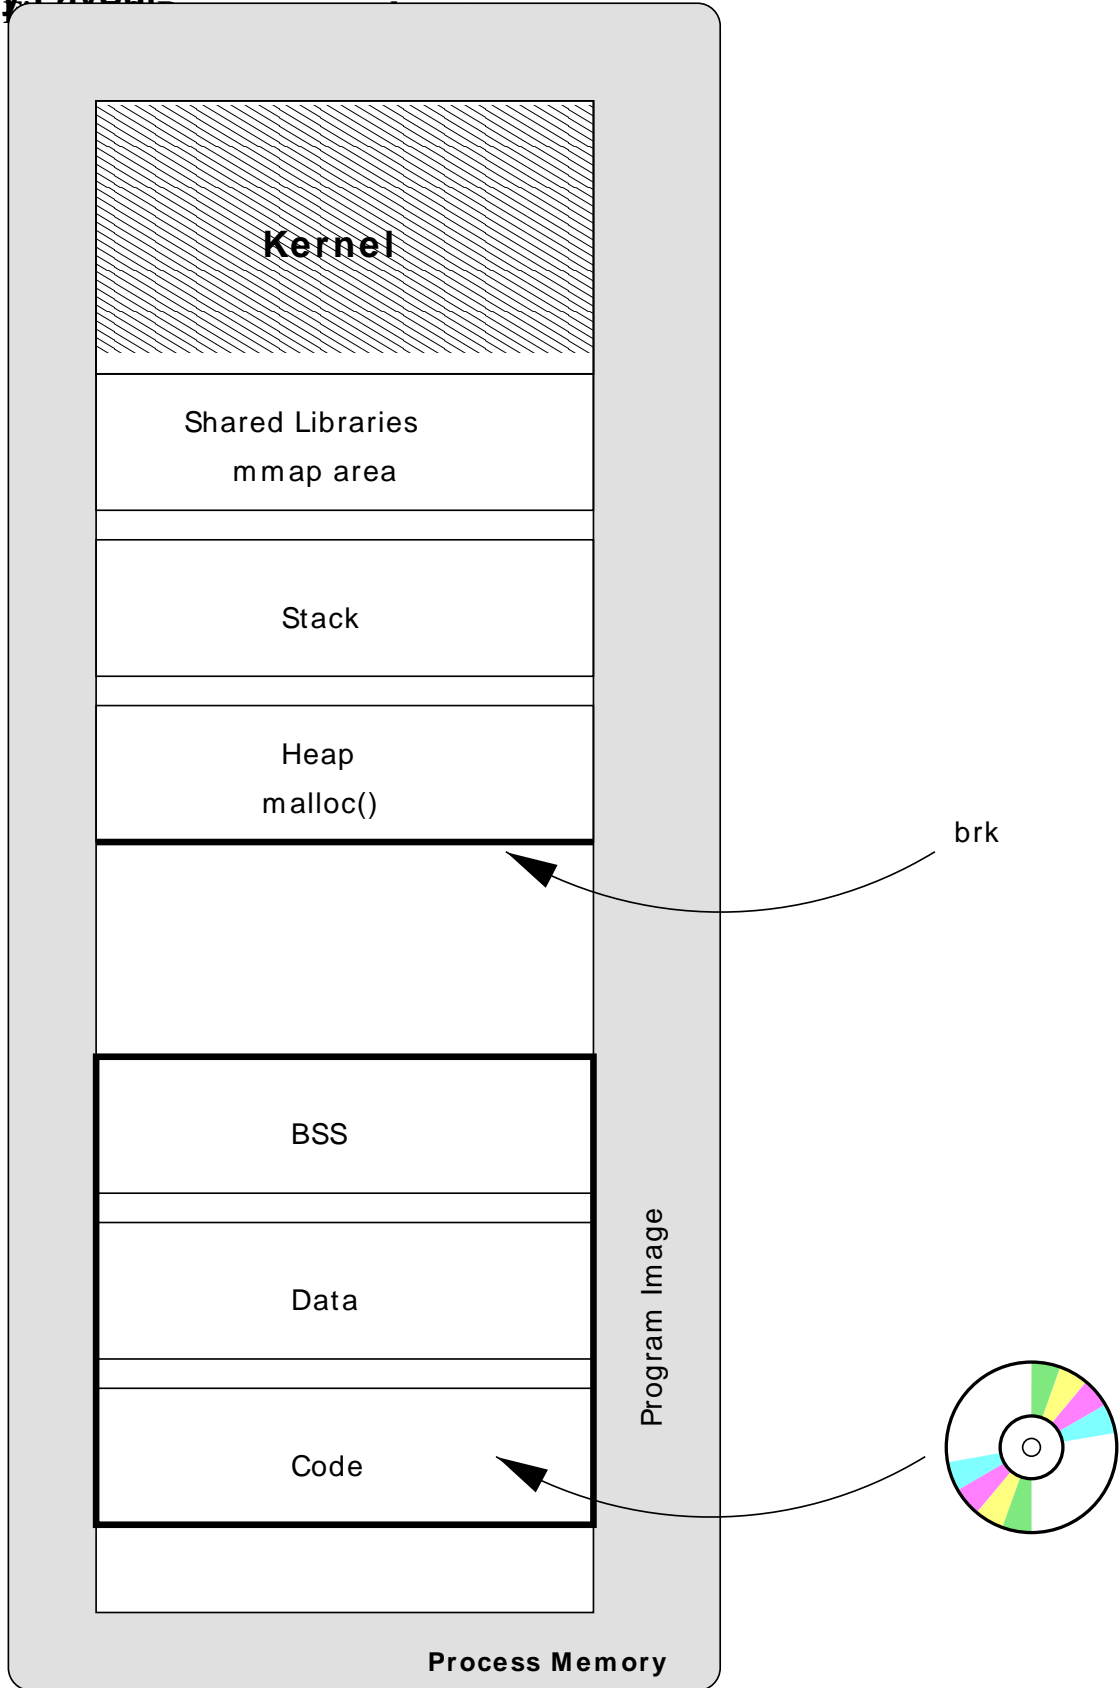 Kernel
Shared Libraries
mmap area
Stack
Heap
malloc()
brk
BSS
Data
Program Image
Code
Process Memory